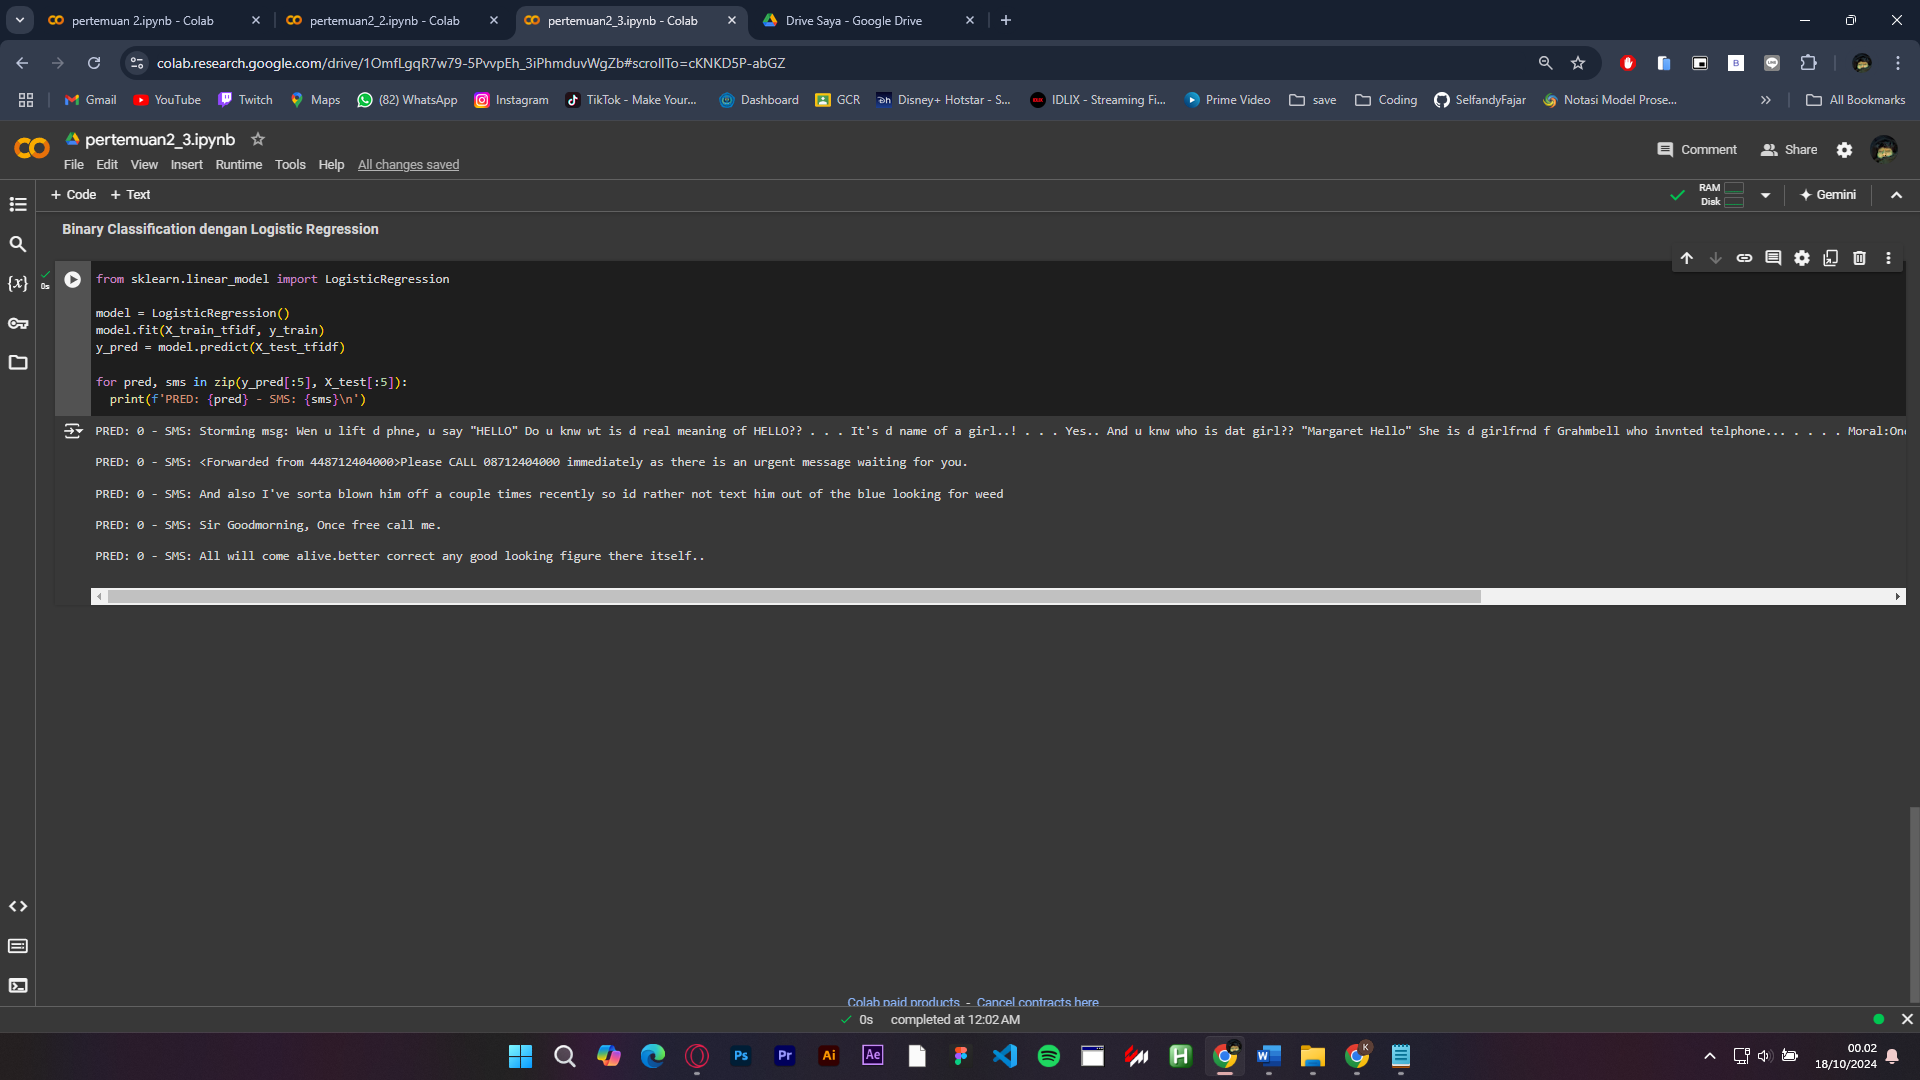 pertemuan 2.ipynb - Colab
pertemuan2_2.ipynb - Colab
pertemuan2_3.ipynb - Colab
Drive Saya - Google Drive
colab.research.google.com/drive/1OmfLgqR7w79-5PvvpEh_3iPhmduvWgZb#scrollTo=cKNKD5P-abGZ
Gmail YouTube Twitch Maps (82) WhatsApp Instagram TikTok - Make Your... Dashboard GCR Disney+ Hotstar - S... IDLIX - Streaming Fi... Prime Video save Coding SelfandyFajar Notasi Model Prose... All Bookmarks
pertemuan2_3.ipynb
Comment Share
File Edit View Insert Runtime Tools Help All changes saved
+ Code + Text
RAM
Disk
Gemini
Binary Classification dengan Logistic Regression
{x}
0s
from sklearn.linear_model import LogisticRegression
model = LogisticRegression()
model.fit(X_train_tfidf, y_train)
y_pred = model.predict(X_test_tfidf)
for pred, sms in zip(y_pred[:5], X_test[:5]):
print(f'PRED: {pred} - SMS: {sms}\n')
PRED: 0 - SMS: Storming msg: Wen u lift d phne, u say "HELLO" Do u knw wt is d real meaning of HELLO?? . . . It's d name of a girl..! . . . Yes.. And u knw who is dat girl?? "Margaret Hello" She is d girlfrnd f Grahmbell who invnted telphone... . . . . Moral:One
PRED: 0 - SMS: <Forwarded from 448712404000>Please CALL 08712404000 immediately as there is an urgent message waiting for you.
PRED: 0 - SMS: And also I've sorta blown him off a couple times recently so id rather not text him out of the blue looking for weed
PRED: 0 - SMS: Sir Goodmorning, Once free call me.
PRED: 0 - SMS: All will come alive.better correct any good looking figure there itself..
Colab paid products - Cancel contracts here
0s completed at 12:02 AM
Ps Pr Ai Ae
00.02
18/10/2024